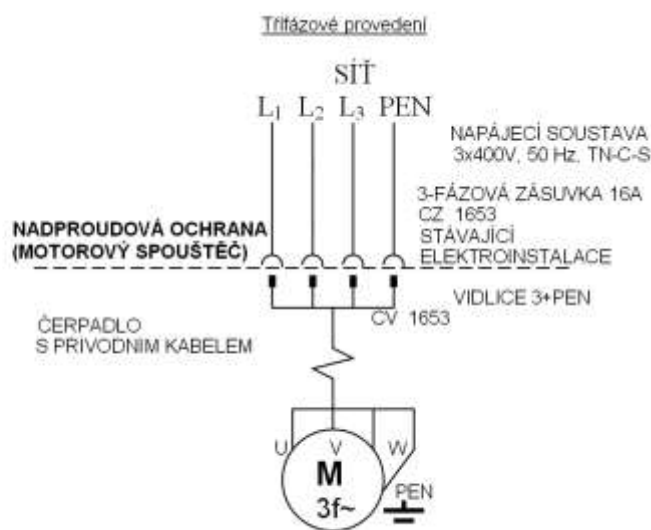 Třífázové provedení
SÍŤ
L1 L2 L3 PEN
NAPÁJECÍ SOUSTAVA
3x400V, 50 Hz, TN-C-S
3-FÁZOVÁ ZÁSUVKA 16A
CZ 1653
STÁVAJÍCÍ
ELEKTROINSTALACE
NADPROUDOVÁ OCHRANA
(MOTOROVÝ SPOUŠTĚČ)
VIDLICE 3+PEN
CV 1653
ČERPADLO
S PRIVODNIM KABELEM
U V W
M
3f~
PEN